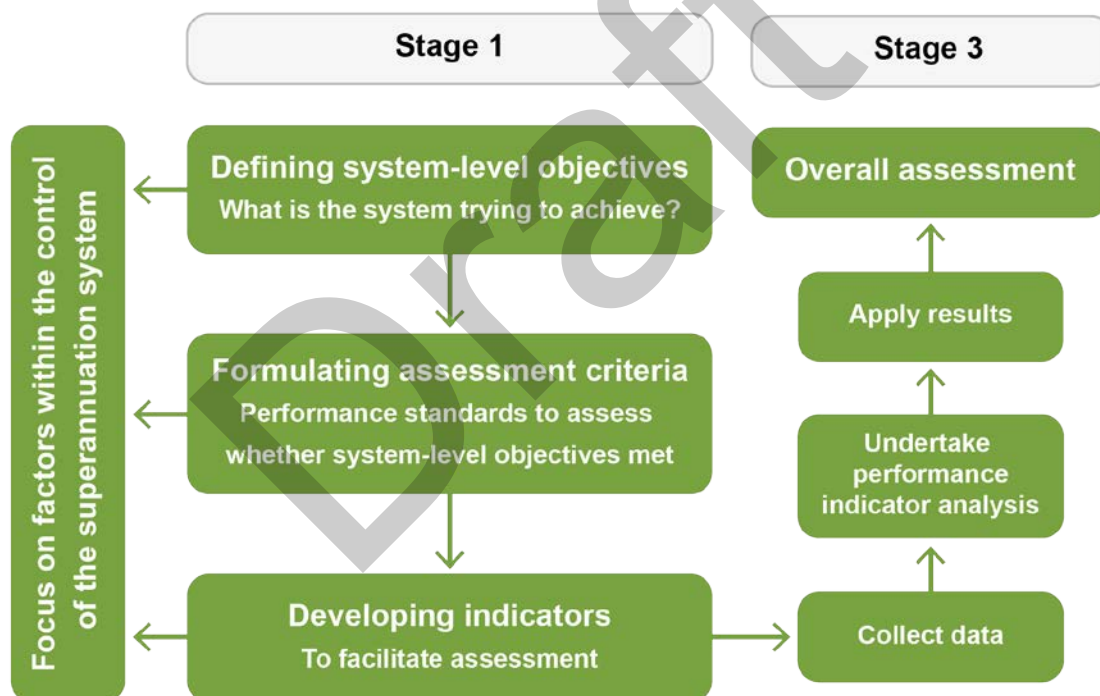 Stage 1
Stage 3
Focus on factors within the control
of the superannuation system
Defining system-level objectives
What is the system trying to achieve?
Formulating assessment criteria
Performance standards to assess
whether system-level objectives met
Developing indicators
To facilitate assessment
Overall assessment
Apply results
Undertake
performance
indicator analysis
Collect data
Draft